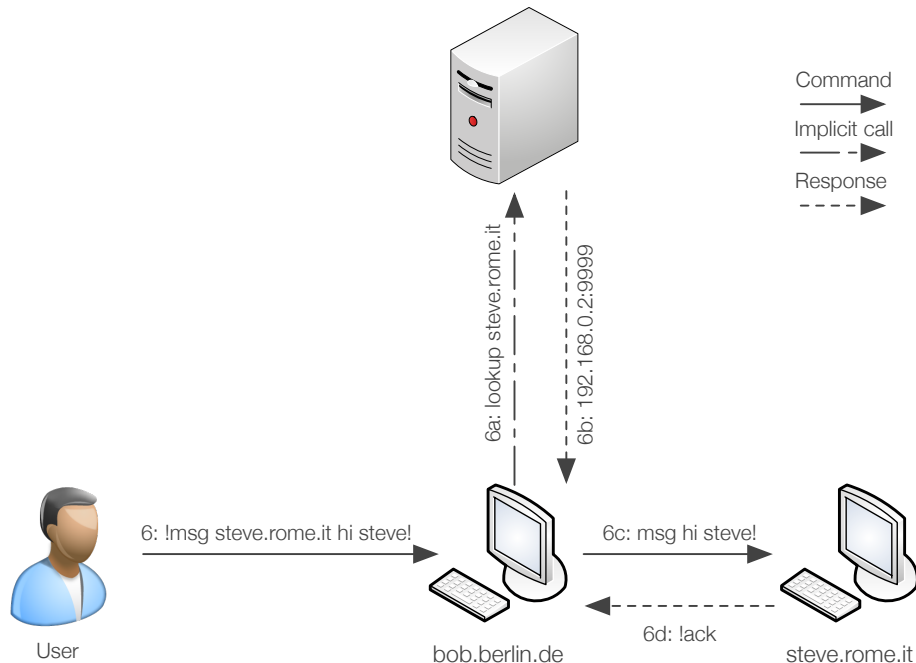 Command
Implicit call
Response
6a: lookup steve.rome.it
6b: 192.168.0.2:9999
6: !msg steve.rome.it hi steve!
6c: msg hi steve!
6d: !ack
User
bob.berlin.de
steve.rome.it